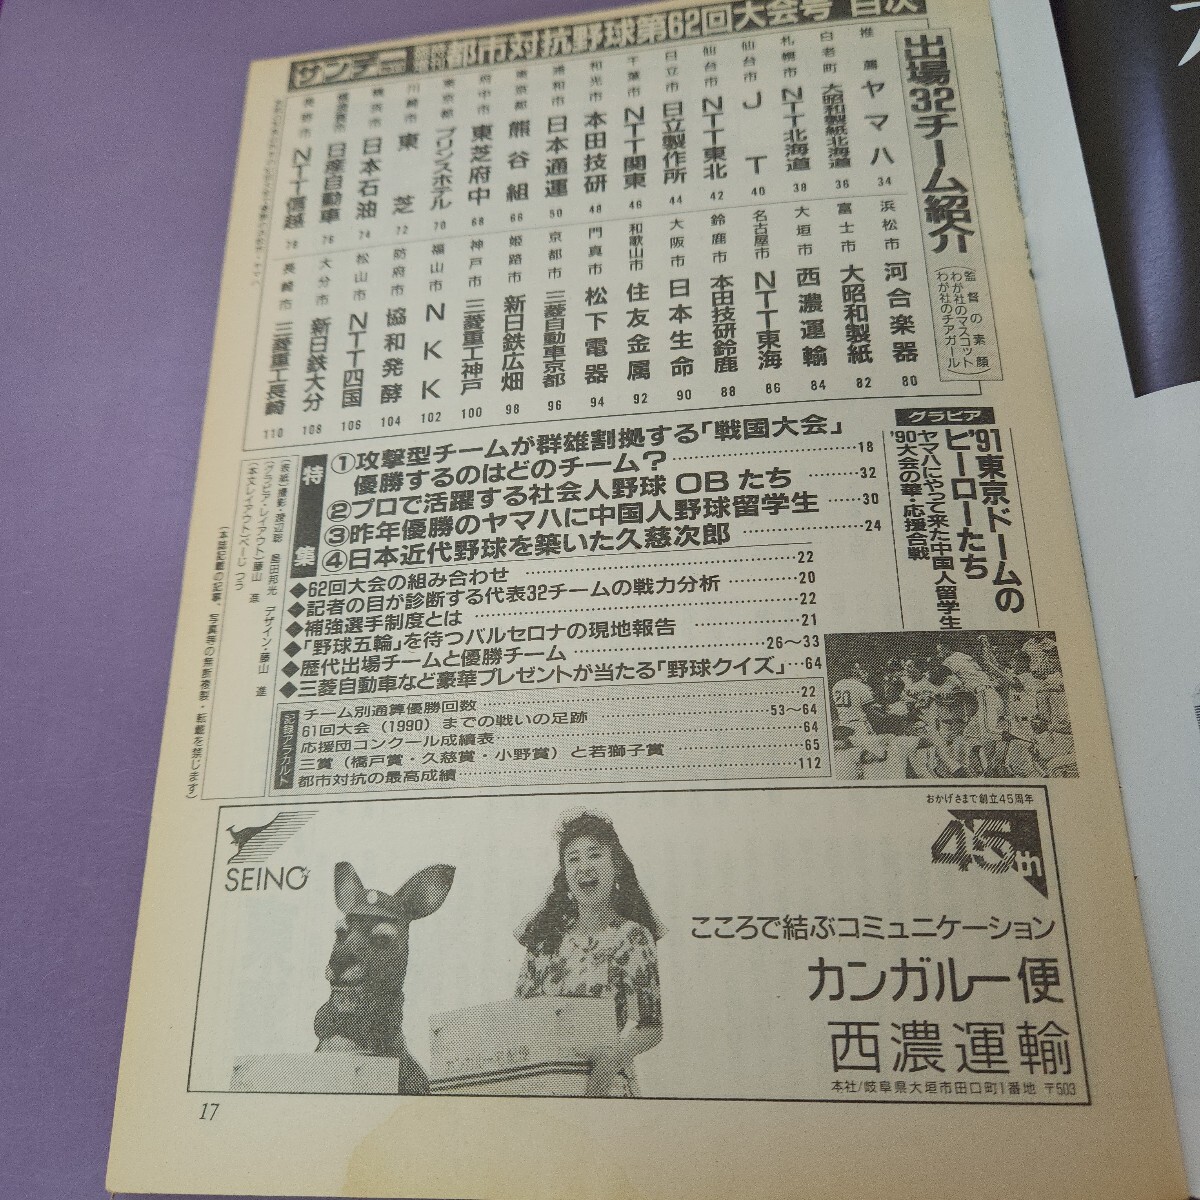 サンデー
都市対抗野球第62回大会号 目次
出場32チーム紹介
監督の素顔
わが社のマスコット
わが社のチアガール
推薦 ヤマハ 34
白老町 大昭和製紙北海道 36
札幌市 NTT北海道 38
仙台市 JT 40
仙台市 NTT東北 42
日立市 日立製作所 44
千葉市 NTT関東 46
和光市 本田技研 48
浦和市 日本通運 50
東京都 熊谷組 66
府中市 東芝府中 68
東京都 プリンスホテル 70
川崎市 東芝 72
横浜市 日本石油 74
横須賀市 日産自動車 76
長野市 NTT信越 78
浜松市 河合楽器 80
富士市 大昭和製紙 82
大垣市 西濃運輸 84
名古屋市 NTT東海 86
鈴鹿市 本田技研鈴鹿 88
大阪市 日本生命 90
和歌山市 住友金属 92
門真市 松下電器 94
京都市 三菱自動車京都 96
姫路市 新日鉄広畑 98
神戸市 三菱重工神戸 100
福山市 NKK 102
防府市 協和発酵 104
松山市 NTT四国 106
大分市 新日鉄大分 108
長崎市 三菱重工長崎 110
グラビア
'91東京ドームの
ヒーローたち
ヤマハにやって来た中国人留学生
'90大会の華・応援合戦
特集
①攻撃型チームが群雄割拠する「戦国大会」
優勝するのはどのチーム？……18
②プロで活躍する社会人野球OBたち……32
③昨年優勝のヤマハに中国人野球留学生……30
④日本近代野球を築いた久慈次郎……24
◆62回大会の組み合わせ……22
◆記者の目が診断する代表32チームの戦力分析……20
◆補強選手制度とは……22
◆「野球五輪」を待つバルセロナの現地報告……21
◆歴代出場チームと優勝チーム……26〜33
◆三菱自動車など豪華プレゼントが当たる「野球クイズ」…64
記録アラカルト
チーム別通算優勝回数……22
61回大会（1990）までの戦いの足跡……53〜64
応援団コンクール成績表……64
三賞（橋戸賞・久慈賞・小野賞）と若獅子賞……65
都市対抗の最高成績……112
（本誌記載の記事、写真等の無断複製・転載を禁じます）
SEINO
おかげさまで創立45周年
45th
こころで結ぶコミュニケーション
カンガルー便
西濃運輸
本社/岐阜県大垣市田口町1番地 〒503
17